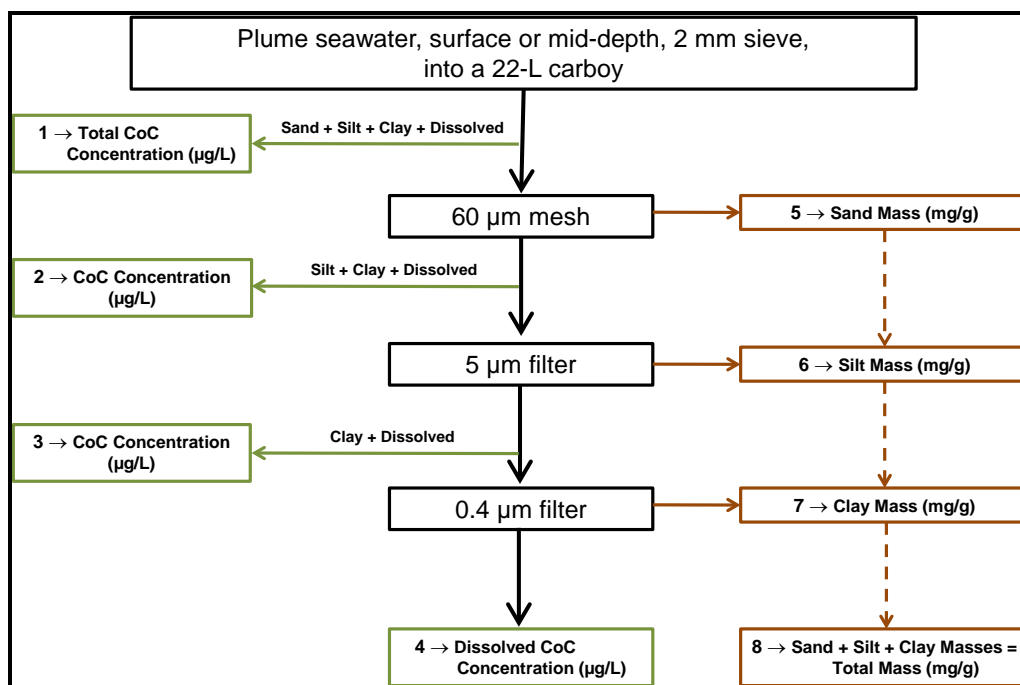 Plume seawater, surface or mid-depth, 2 mm sieve,
into a 22-L carboy
Sand + Silt + Clay + Dissolved
1 → Total CoC
Concentration (µg/L)
60 µm mesh
5 → Sand Mass (mg/g)
Silt + Clay + Dissolved
2 → CoC Concentration
(µg/L)
5 µm filter
6 → Silt Mass (mg/g)
Clay + Dissolved
3 → CoC Concentration
(µg/L)
0.4 µm filter
7 → Clay Mass (mg/g)
4 → Dissolved CoC
Concentration (µg/L)
8 → Sand + Silt + Clay Masses =
Total Mass (mg/g)